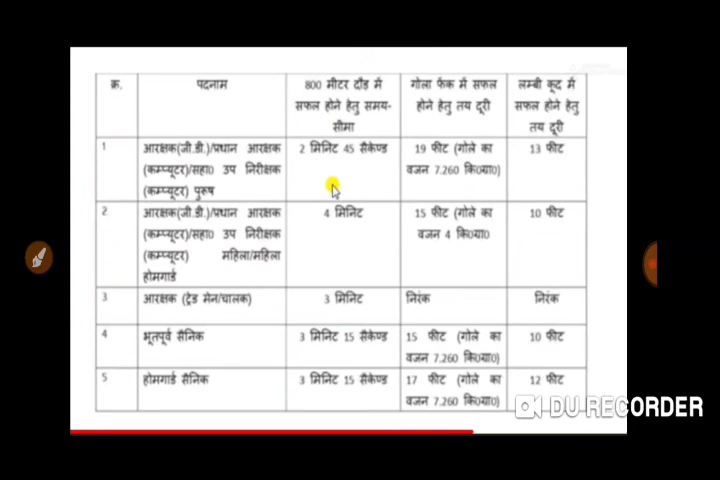 क्र. पदनाम 800 मीटर दौड़ में गोला फेंक में सफल लम्बी कूद में
सफल होने हेतु समय- होने हेतु तय दूरी सफल होने हेतु
सीमा तय दूरी
1 आरक्षक(जी.डी.)/प्रधान आरक्षक 2 मिनिट 45 सैकेण्ड 19 फीट (गोले का 13 फीट
(कम्प्यूटर)/सहा0 उप निरीक्षक वजन 7.260 कि0ग्रा0)
(कम्प्यूटर) पुरूष
2 आरक्षक(जी.डी.)/प्रधान आरक्षक 4 मिनिट 15 फीट (गोले का 10 फीट
(कम्प्यूटर)/सहा0 उप निरीक्षक वजन 4 कि0ग्रा0
(कम्प्यूटर) महिला/महिला
होमगार्ड
3 आरक्षक (ट्रेड मेन/चालक) 3 मिनिट निरंक निरंक
4 भूतपूर्व सैनिक 3 मिनिट 15 सैकेण्ड 15 फीट (गोले का 10 फीट
वजन 7.260 कि0ग्रा0)
5 होमगार्ड सैनिक 3 मिनिट 15 सैकेण्ड 17 फीट (गोले का 12 फीट
वजन 7.260 कि0ग्रा0)
DU RECORDER